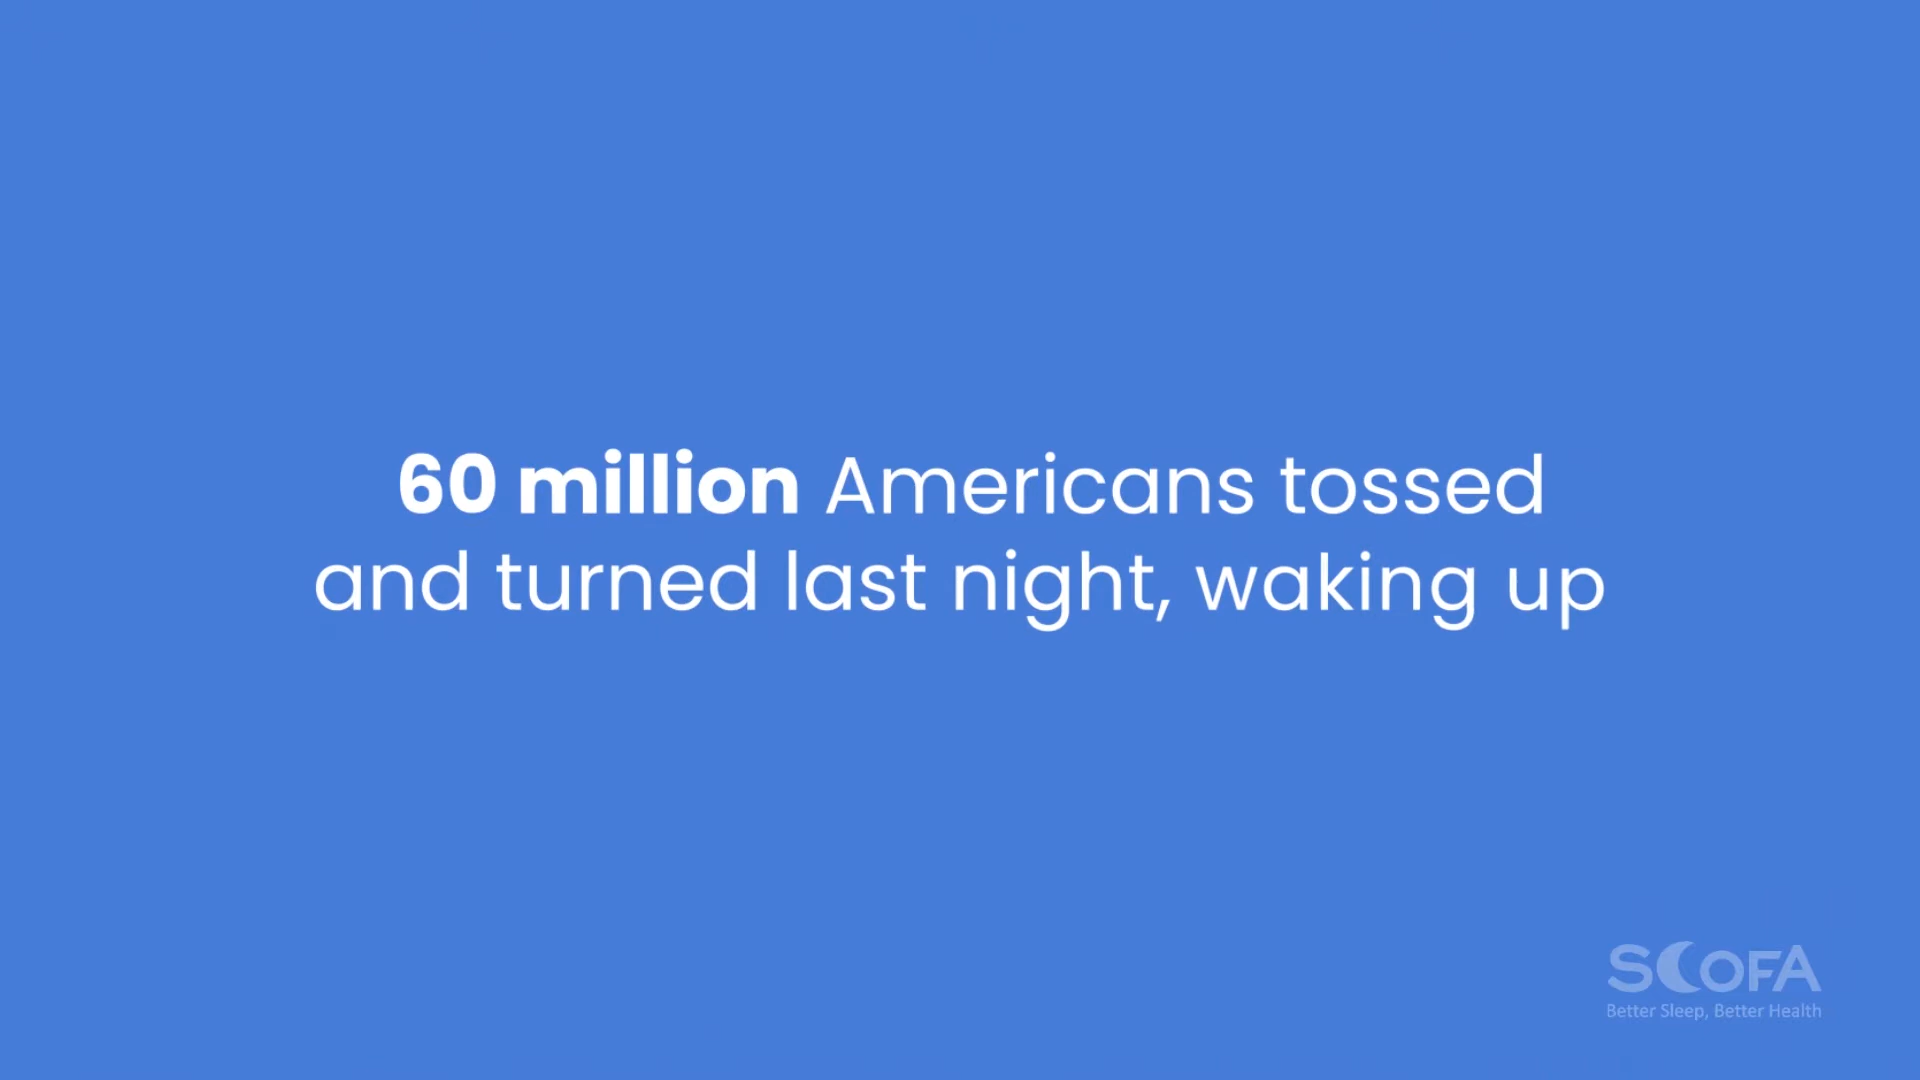 60 million Americans tossed
and turned last night, waking up
SCOFA
Better Sleep, Better Health